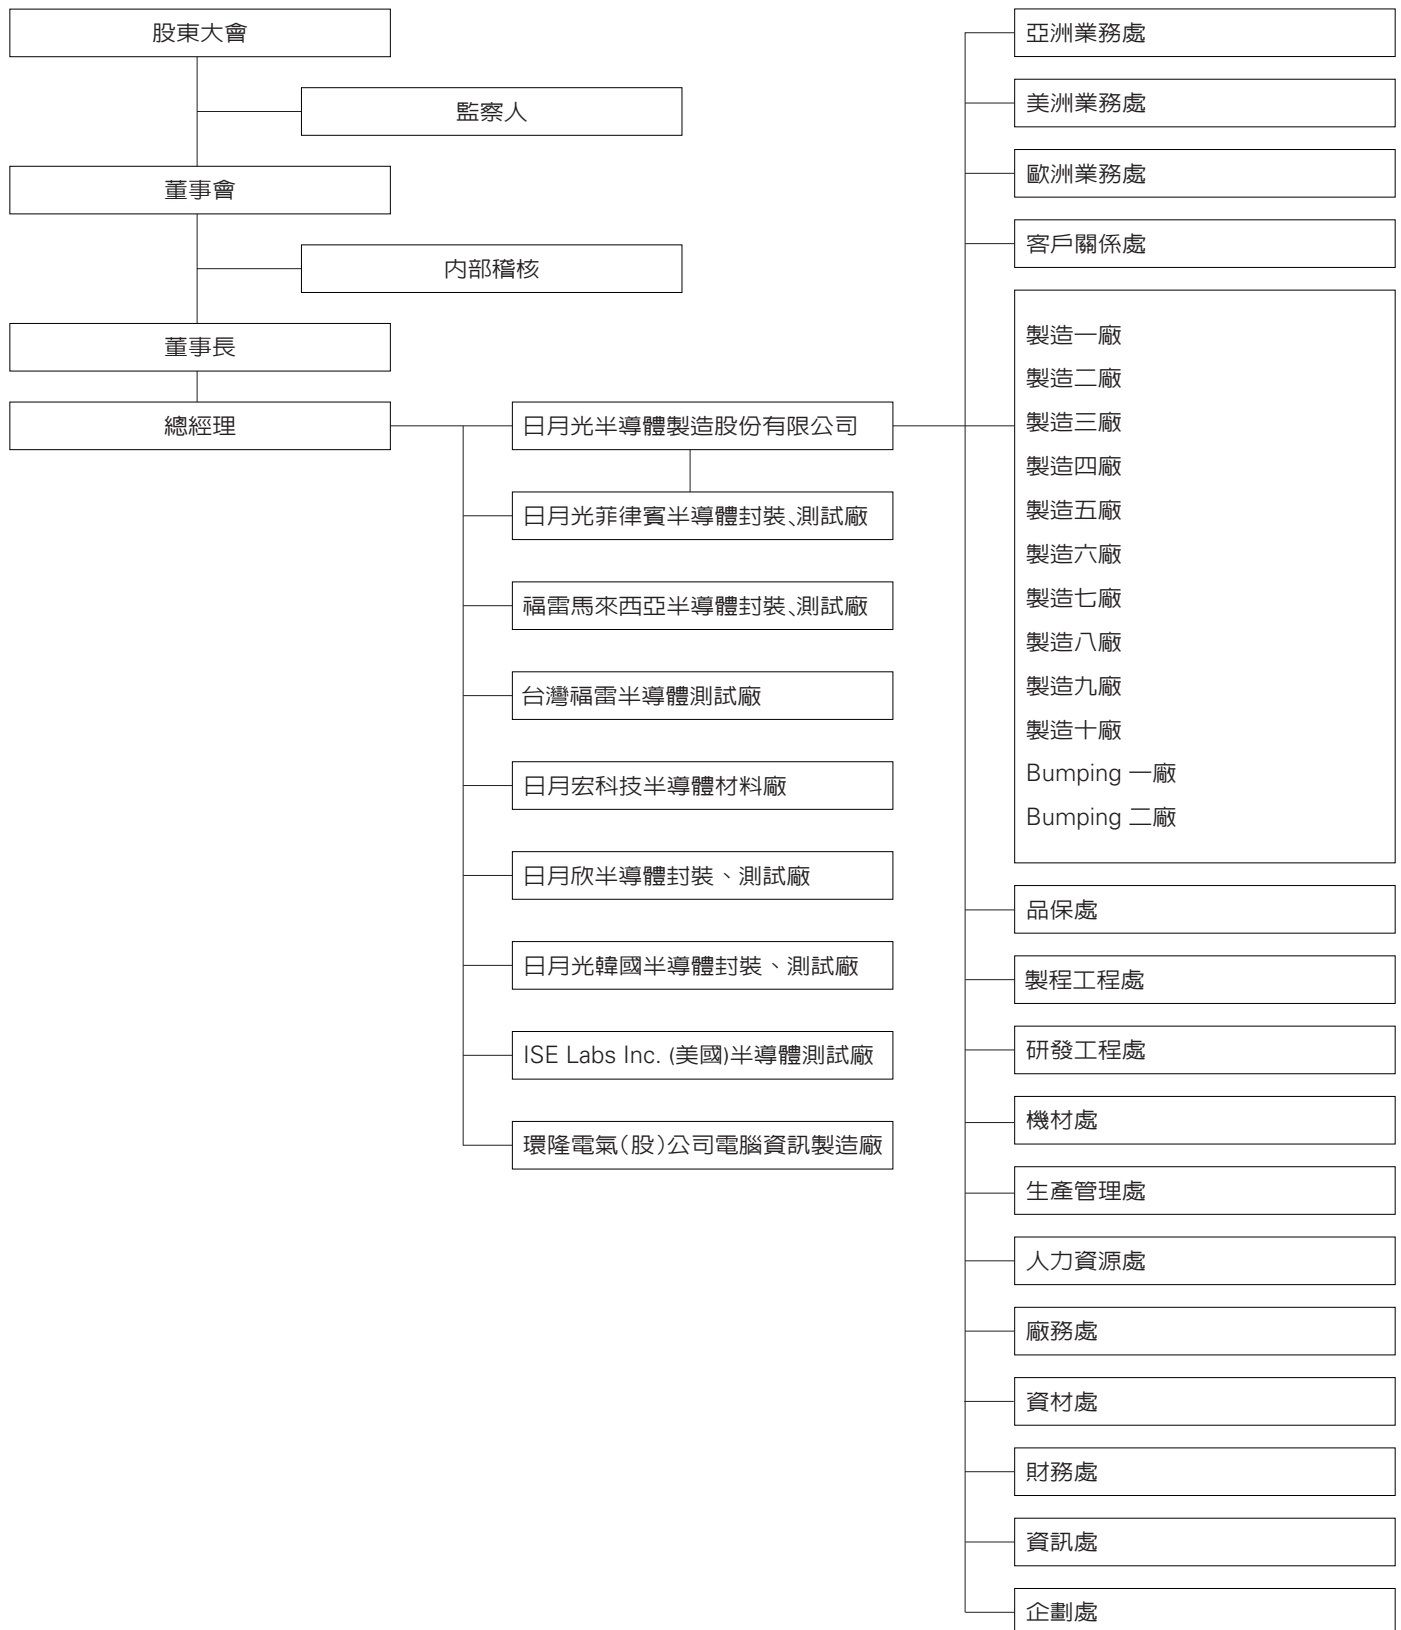 股東大會
監察人
董事會
内部稽核
董事長
總經理
日月光半導體製造股份有限公司
日月光菲律賓半導體封裝、測試廠
福雷馬來西亞半導體封裝、測試廠
台灣福雷半導體測試廠
日月宏科技半導體材料廠
日月欣半導體封裝、測試廠
日月光韓國半導體封裝、測試廠
ISE Labs Inc. (美國)半導體測試廠
環隆電氣(股)公司電腦資訊製造廠
亞洲業務處
美洲業務處
歐洲業務處
客戶關係處
製造一廠
製造二廠
製造三廠
製造四廠
製造五廠
製造六廠
製造七廠
製造八廠
製造九廠
製造十廠
Bumping 一廠
Bumping 二廠
品保處
製程工程處
研發工程處
機材處
生產管理處
人力資源處
廠務處
資材處
財務處
資訊處
企劃處